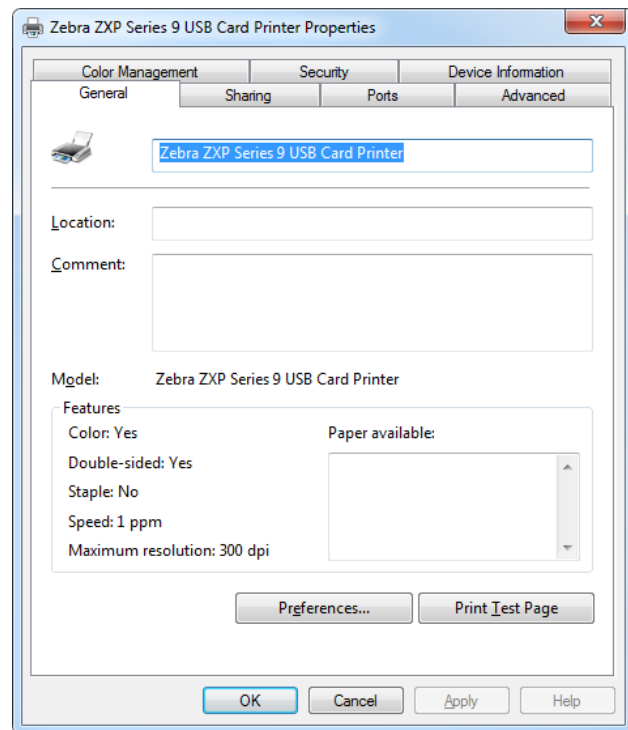 Zebra ZXP Series 9 USB Card Printer Properties
Color Management Security Device Information
General Sharing Ports Advanced
Zebra ZXP Series 9 USB Card Printer
Location:
Comment:
Model: Zebra ZXP Series 9 USB Card Printer
Features
Color: Yes Paper available:
Double-sided: Yes
Staple: No
Speed: 1 ppm
Maximum resolution: 300 dpi
Preferences... Print Test Page
OK Cancel Apply Help